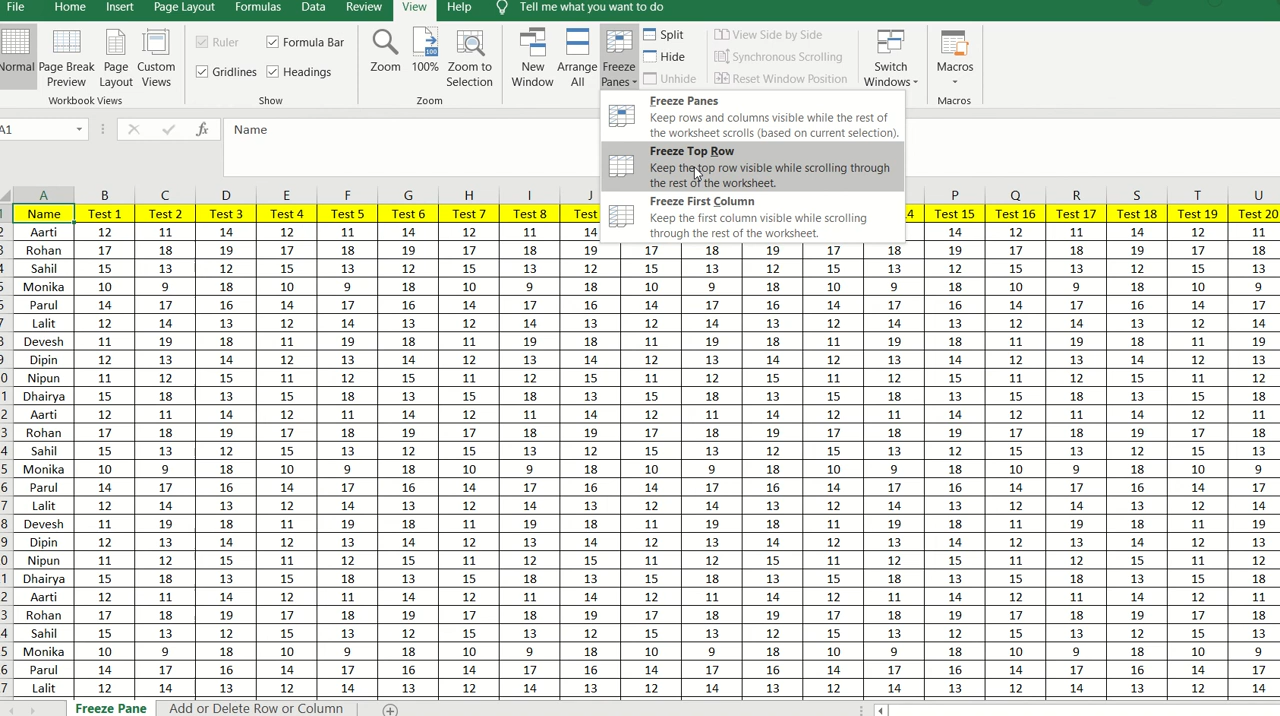 File Home Insert Page Layout Formulas Data Review View Help Tell me what you want to do
Normal
Page Break Preview
Page Layout
Custom Views
Workbook Views
Ruler
Formula Bar
Gridlines
Headings
Show
Zoom
100
100%
Zoom to Selection
Zoom
New Window
Arrange All
Freeze Panes
Split
Hide
Unhide
View Side by Side
Synchronous Scrolling
Reset Window Position
Switch Windows
Macros
Macros
Freeze Panes
Keep rows and columns visible while the rest of
the worksheet scrolls (based on current selection).
Freeze Top Row
Keep the top row visible while scrolling through
the rest of the worksheet.
Freeze First Column
Keep the first column visible while scrolling
through the rest of the worksheet.
A1 fx Name
A B C D E F G H I J P Q R S T U
1 Name Test 1 Test 2 Test 3 Test 4 Test 5 Test 6 Test 7 Test 8 Test 4 Test 15 Test 16 Test 17 Test 18 Test 19 Test 20
2 Aarti 12 11 14 12 11 14 12 11 14 14 12 11 14 12 11
3 Rohan 17 18 19 17 18 19 17 18 19 17 18 19 17 18 19 17 18 19 17 18
4 Sahil 15 13 12 15 13 12 15 13 12 15 13 12 15 13 12 15 13 12 15 13
5 Monika 10 9 18 10 9 18 10 9 18 10 9 18 10 9 18 10 9 18 10 9
6 Parul 14 17 16 14 17 16 14 17 16 14 17 16 14 17 16 14 17 16 14 17
7 Lalit 12 14 13 12 14 13 12 14 13 12 14 13 12 14 13 12 14 13 12 14
8 Devesh 11 19 18 11 19 18 11 19 18 11 19 18 11 19 18 11 19 18 11 19
9 Dipin 12 13 14 12 13 14 12 13 14 12 13 14 12 13 14 12 13 14 12 13
0 Nipun 11 12 15 11 12 15 11 12 15 11 12 15 11 12 15 11 12 15 11 12
1 Dhairya 15 18 13 15 18 13 15 18 13 15 18 13 15 18 13 15 18 13 15 18
2 Aarti 12 11 14 12 11 14 12 11 14 12 11 14 12 11 14 12 11 14 12 11
3 Rohan 17 18 19 17 18 19 17 18 19 17 18 19 17 18 19 17 18 19 17 18
4 Sahil 15 13 12 15 13 12 15 13 12 15 13 12 15 13 12 15 13 12 15 13
5 Monika 10 9 18 10 9 18 10 9 18 10 9 18 10 9 18 10 9 18 10 9
6 Parul 14 17 16 14 17 16 14 17 16 14 17 16 14 17 16 14 17 16 14 17
7 Lalit 12 14 13 12 14 13 12 14 13 12 14 13 12 14 13 12 14 13 12 14
8 Devesh 11 19 18 11 19 18 11 19 18 11 19 18 11 19 18 11 19 18 11 19
9 Dipin 12 13 14 12 13 14 12 13 14 12 13 14 12 13 14 12 13 14 12 13
0 Nipun 11 12 15 11 12 15 11 12 15 11 12 15 11 12 15 11 12 15 11 12
1 Dhairya 15 18 13 15 18 13 15 18 13 15 18 13 15 18 13 15 18 13 15 18
2 Aarti 12 11 14 12 11 14 12 11 14 12 11 14 12 11 14 12 11 14 12 11
3 Rohan 17 18 19 17 18 19 17 18 19 17 18 19 17 18 19 17 18 19 17 18
4 Sahil 15 13 12 15 13 12 15 13 12 15 13 12 15 13 12 15 13 12 15 13
5 Monika 10 9 18 10 9 18 10 9 18 10 9 18 10 9 18 10 9 18 10 9
6 Parul 14 17 16 14 17 16 14 17 16 14 17 16 14 17 16 14 17 16 14 17
7 Lalit 12 14 13 12 14 13 12 14 13 12 14 13 12 14 13 12 14 13 12 14
Freeze Pane Add or Delete Row or Column